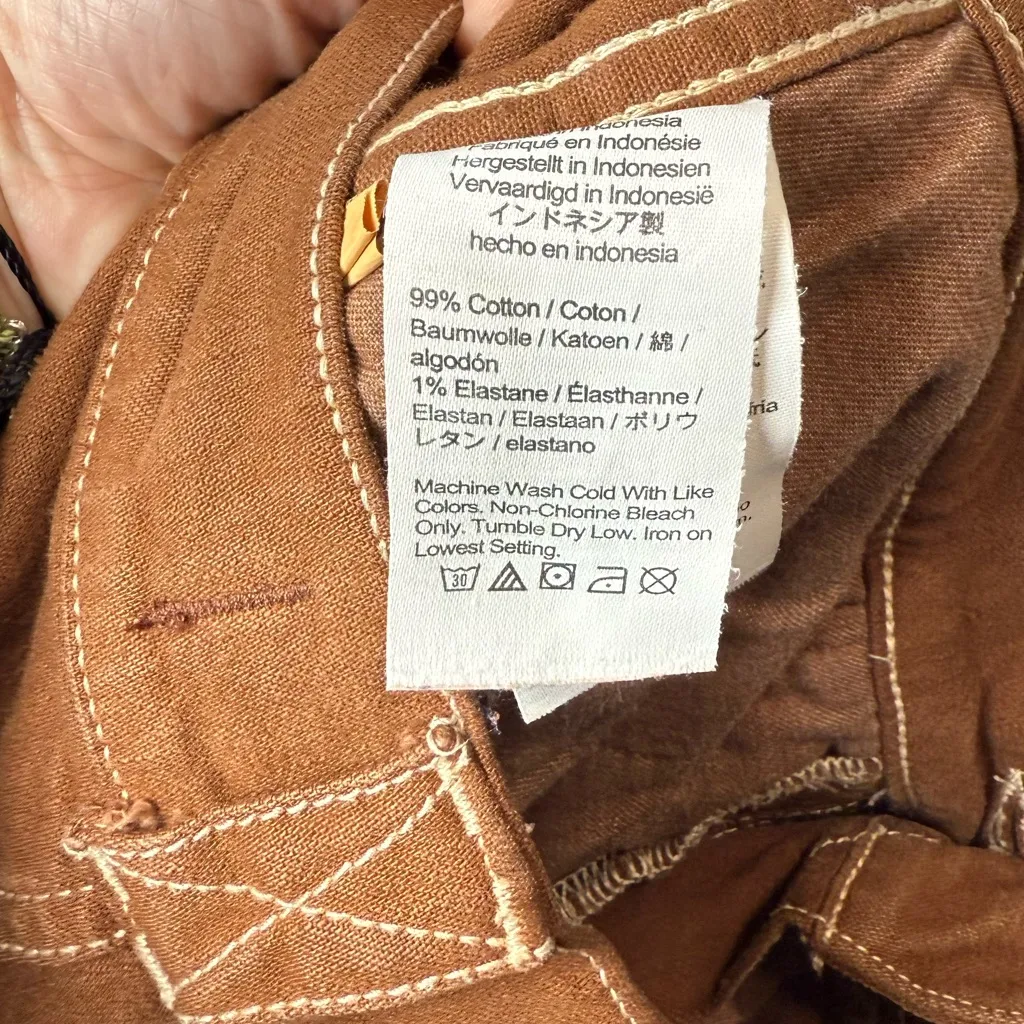 Indonesia
Fabriqué en Indonésie
Hergestellt in Indonesien
Vervaardigd in Indonesië
インドネシア製
hecho en indonesia
99% Cotton / Coton /
Baumwolle / Katoen / 綿 /
algodón
1% Elastane / Élasthanne /
Elastan / Elastaan / ポリウ
レタン / elastano
Machine Wash Cold With Like
Colors. Non-Chlorine Bleach
Only. Tumble Dry Low. Iron on
Lowest Setting.
30